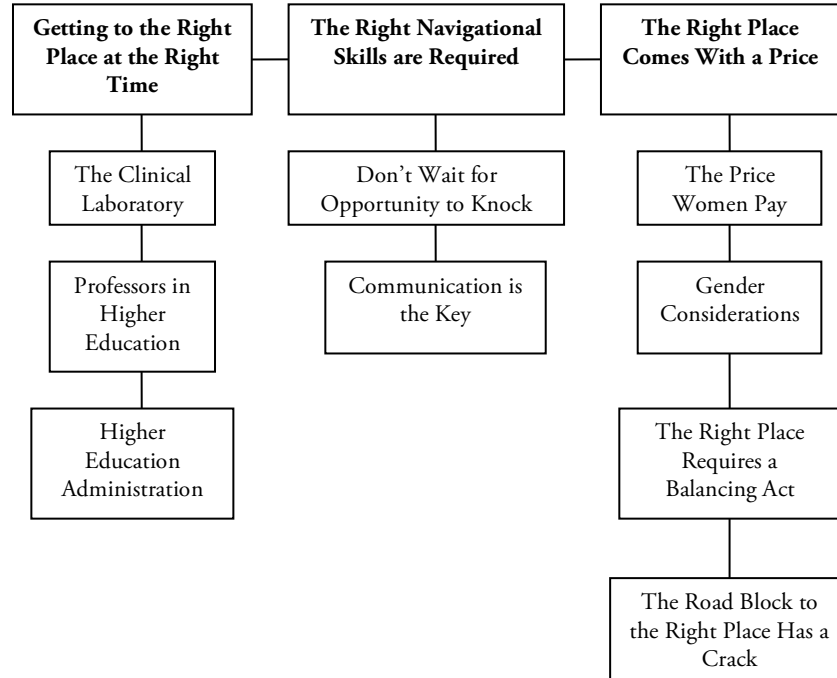 Getting to the Right
Place at the Right
Time
The Right Navigational
Skills are Required
The Right Place
Comes With a Price
The Clinical
Laboratory
Don’t Wait for
Opportunity to Knock
The Price
Women Pay
Professors in
Higher
Education
Communication is
the Key
Gender
Considerations
Higher
Education
Administration
The Right Place
Requires a
Balancing Act
The Road Block to
the Right Place Has a
Crack